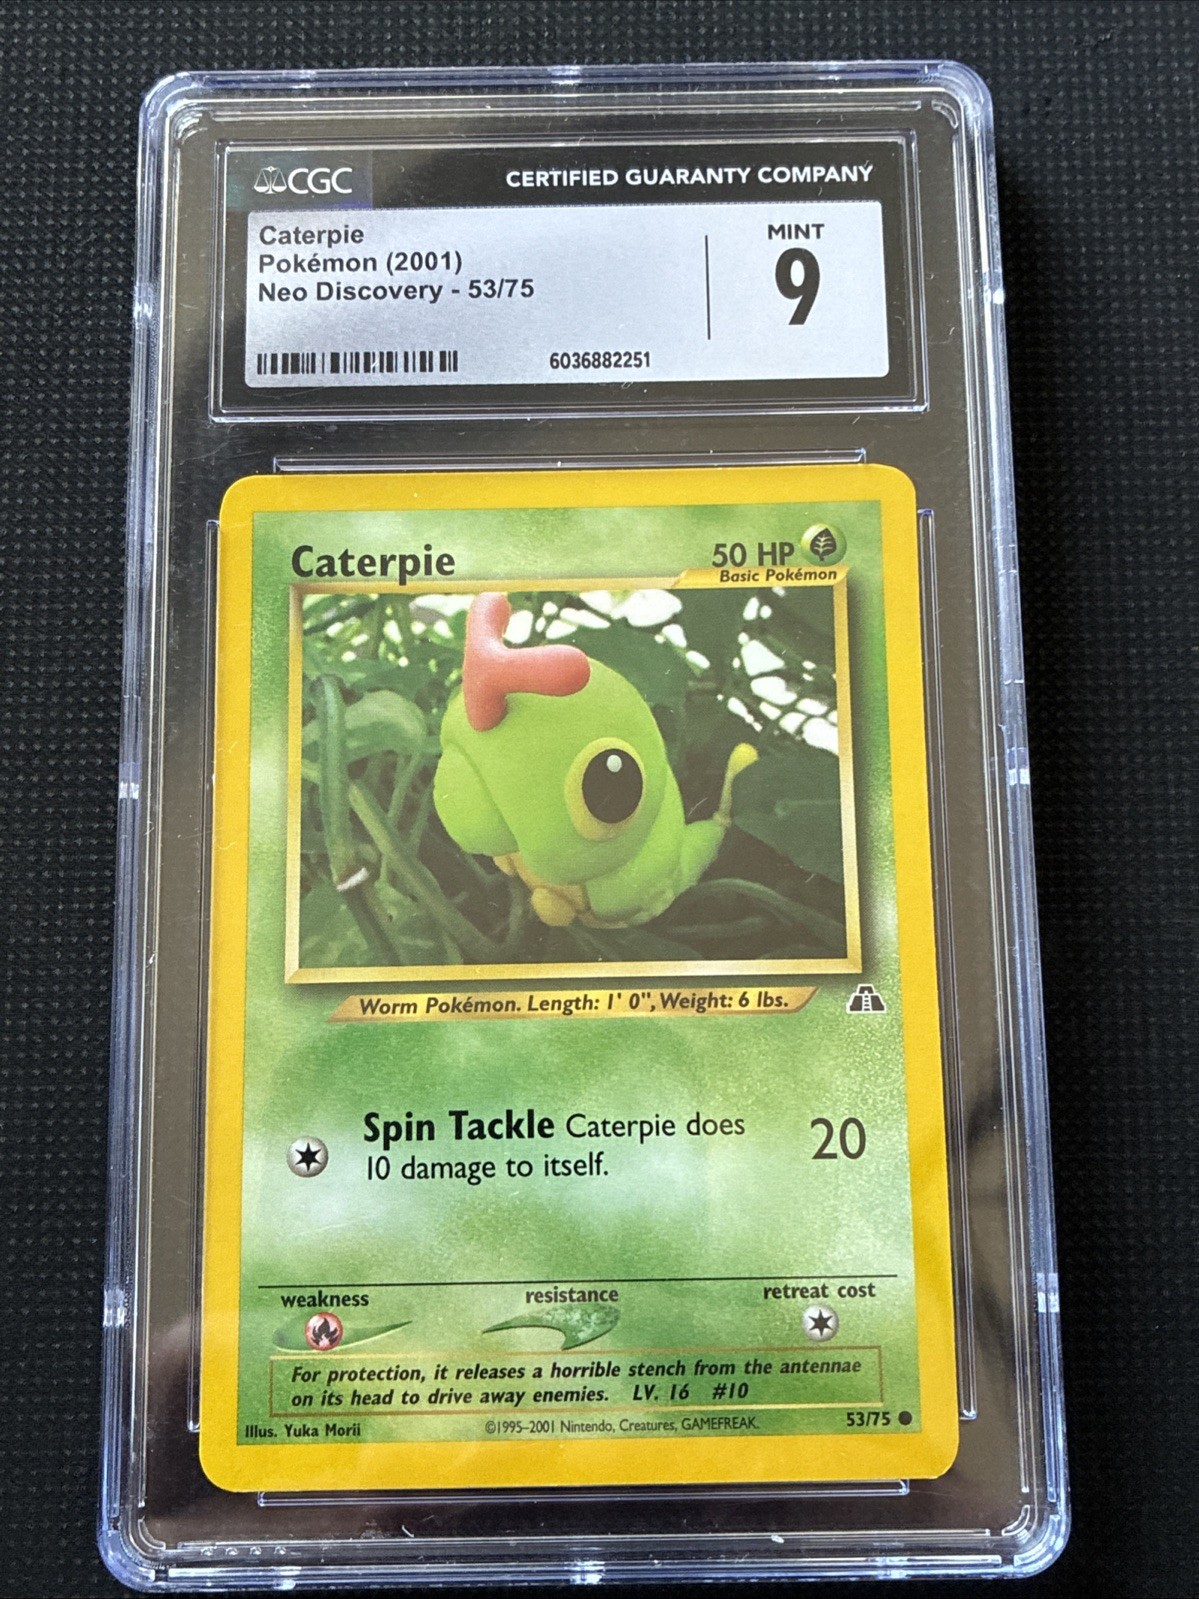 CGC CERTIFIED GUARANTY COMPANY
Caterpie
Pokémon (2001)
Neo Discovery - 53/75
MINT
9
6036882251
Caterpie 50 HP
Basic Pokémon
Worm Pokémon. Length: 1' 0", Weight: 6 lbs.
Spin Tackle Caterpie does
10 damage to itself.
20
weakness resistance retreat cost
For protection, it releases a horrible stench from the antennae
on its head to drive away enemies. LV. 16 #10
Illus. Yuka Morii ©1995–2001 Nintendo, Creatures, GAMEFREAK. 53/75